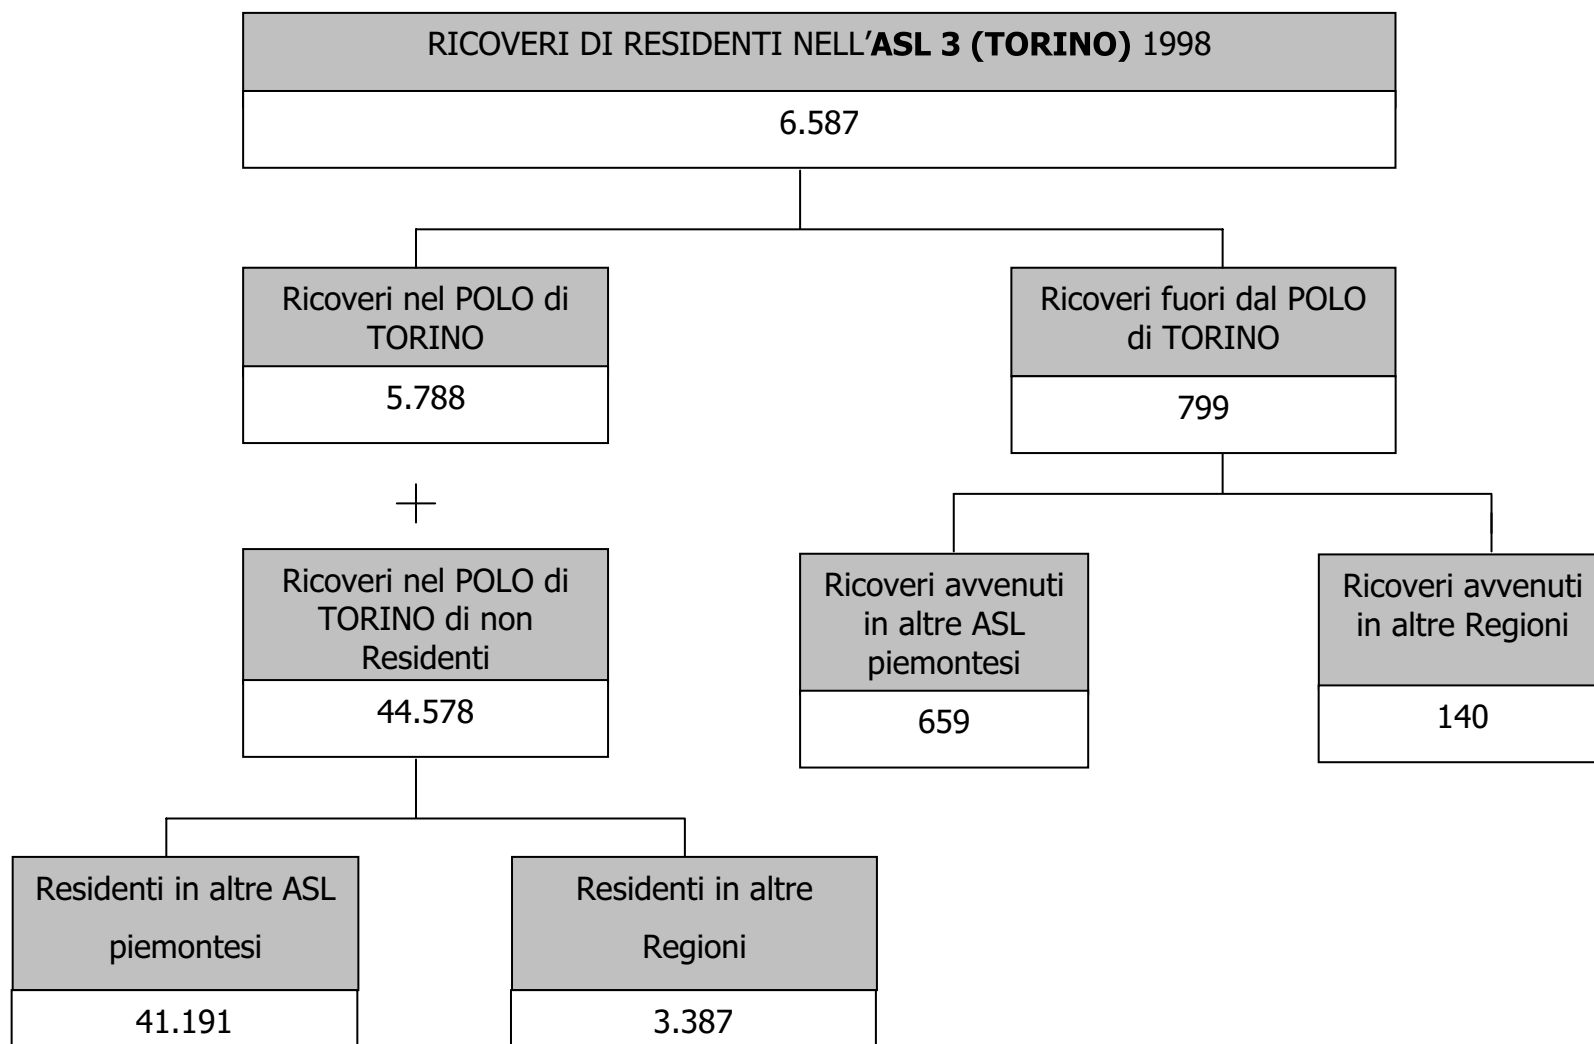 RICOVERI DI RESIDENTI NELL'ASL 3 (TORINO) 1998
6.587
Ricoveri nel POLO di
TORINO
5.788
Ricoveri fuori dal POLO
di TORINO
799
+
Ricoveri nel POLO di
TORINO di non
Residenti
44.578
Ricoveri avvenuti
in altre ASL
piemontesi
659
Ricoveri avvenuti
in altre Regioni
140
Residenti in altre ASL
piemontesi
41.191
Residenti in altre
Regioni
3.387